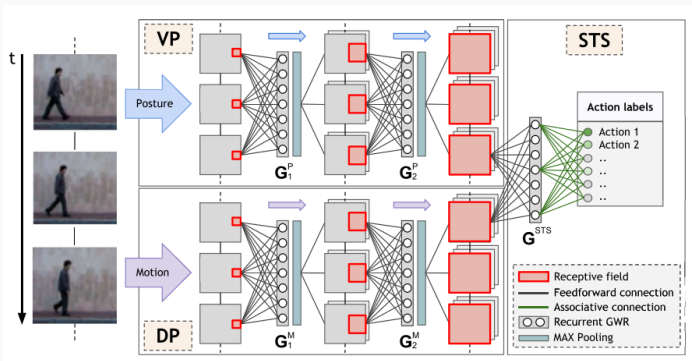 t
VP
Posture
G₁ᴾ
G₂ᴾ
STS
Action labels
Action 1
Action 2
..
..
..
..
Gˢᵀˢ
Motion
DP
G₁ᴹ
G₂ᴹ
Receptive field
Feedforward connection
Associative connection
Recurrent GWR
MAX Pooling